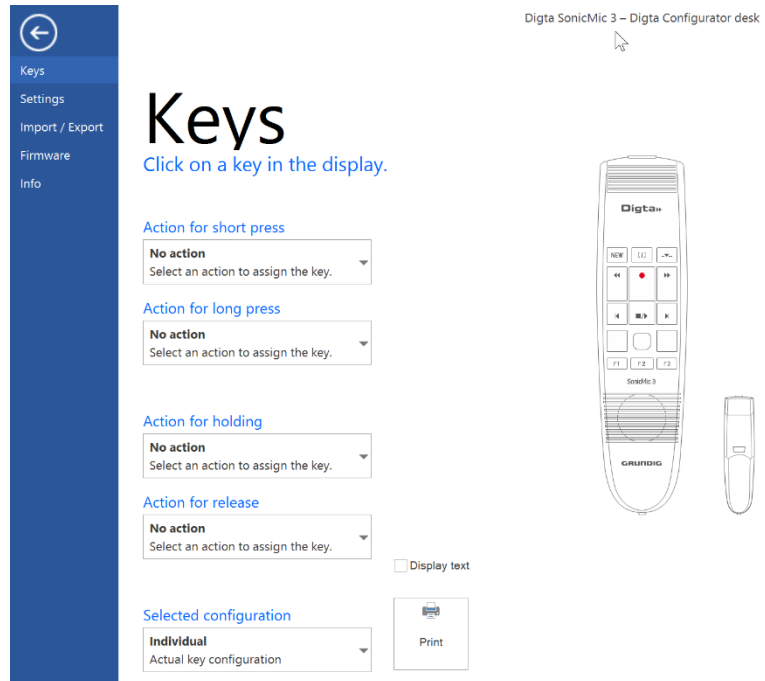 Digta SonicMic 3 – Digta Configurator desk
Keys
Settings
Import / Export
Firmware
Info
Keys
Click on a key in the display.
Action for short press
No action
Select an action to assign the key.
Action for long press
No action
Select an action to assign the key.
Action for holding
No action
Select an action to assign the key.
Action for release
No action
Select an action to assign the key.
Display text
Selected configuration
Individual
Actual key configuration
Print
Digta
NEW
F1 F2 F3
SonicMic 3
GRUNDIG